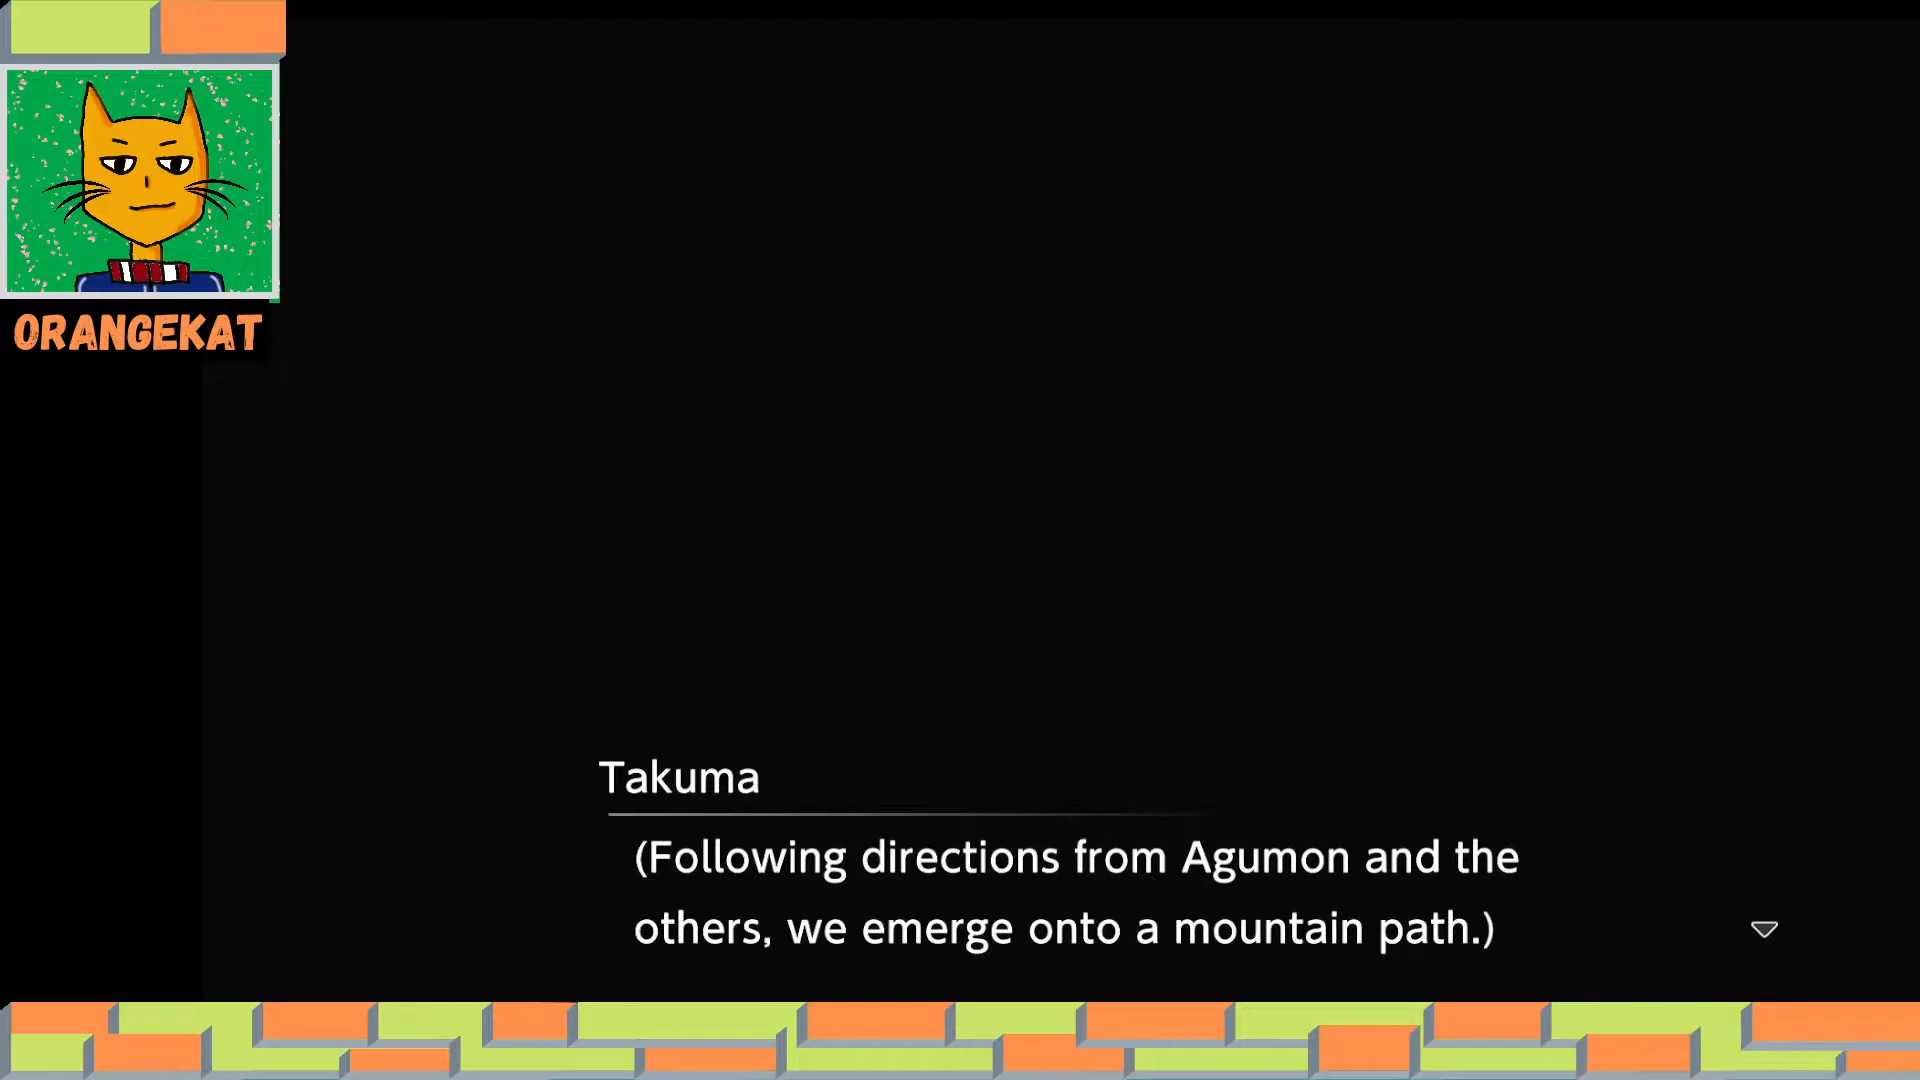 ORANGEKAT
Takuma
(Following directions from Agumon and the
others, we emerge onto a mountain path.)